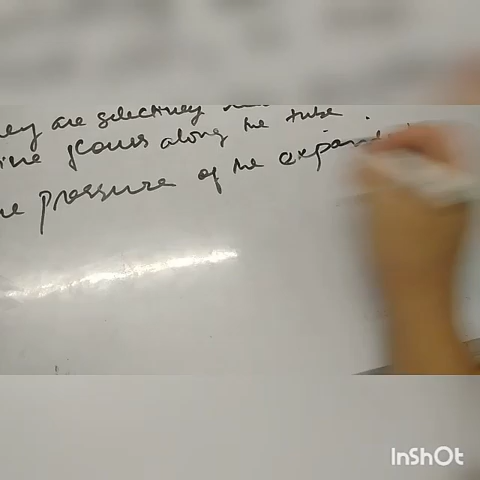 ey are selectively
ine flows along the tube.
e pressure of the expan
InShOt